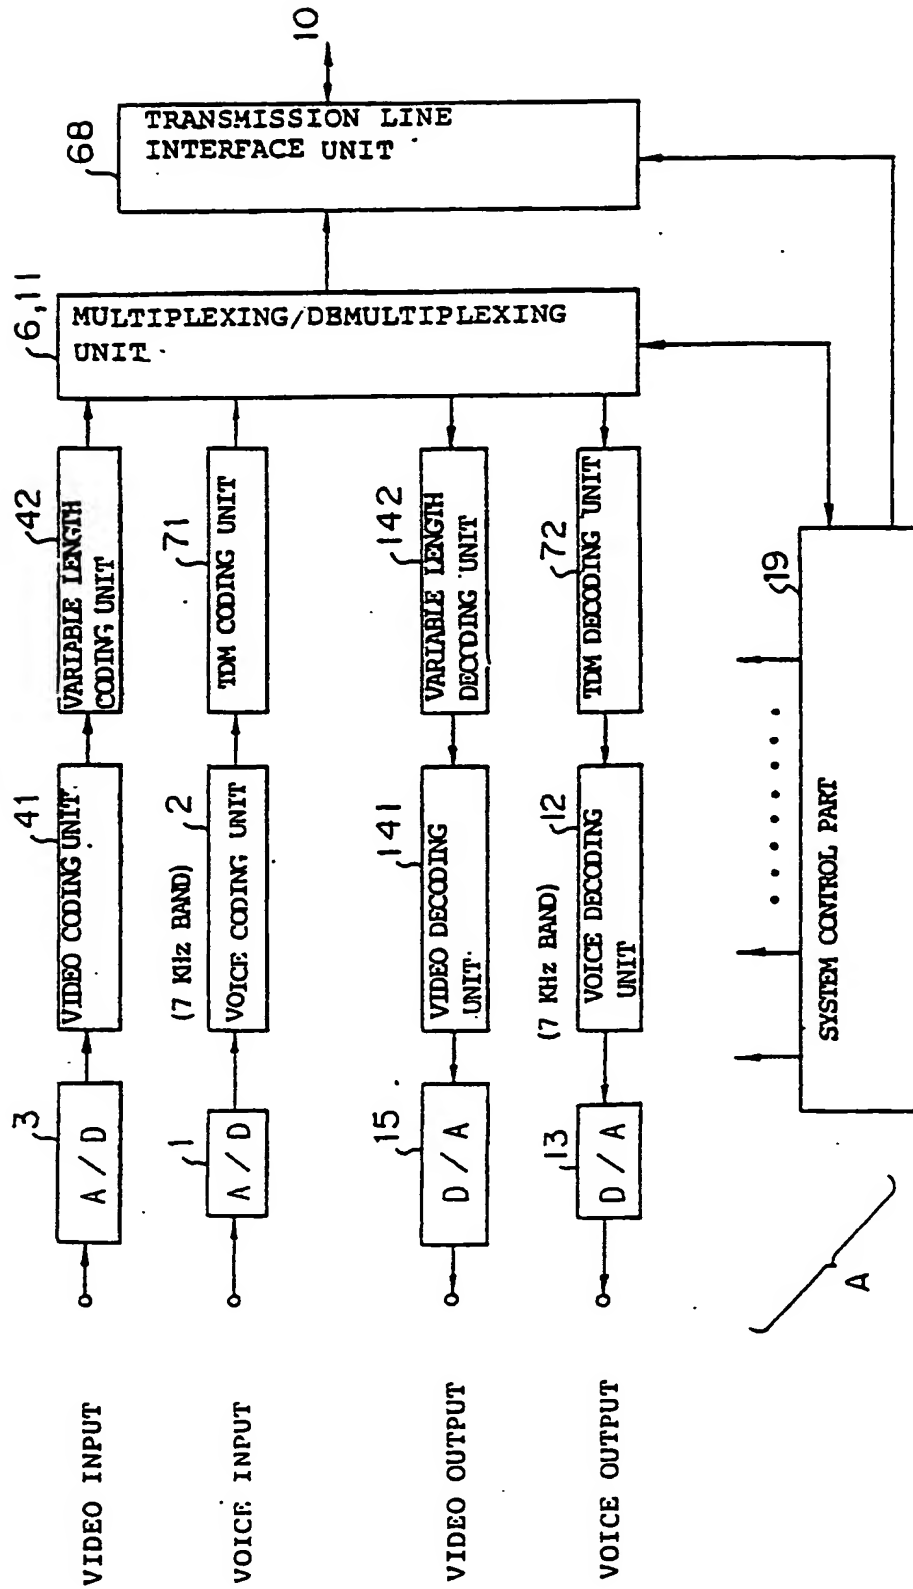 VIDEO INPUT
3
A / D
41
VIDEO CODING UNIT
42
VARIABLE LENGTH
CODING UNIT
6,11
MULTIPLEXING/DBMULTIPLEXING
UNIT
68
TRANSMISSION LINE
INTERFACE UNIT
10
VOICE INPUT
1
A / D
(7 KHz BAND)
2
VOICE CODING UNIT
71
TDM CODING UNIT
VIDEO OUTPUT
15
D / A
141
VIDEO DECODING
UNIT
142
VARIABLE LENGTH
DECODING UNIT
VOICE OUTPUT
13
D / A
(7 KHz BAND)
12
VOICE DECODING
UNIT
72
TDM DECODING UNIT
A
19
SYSTEM CONTROL PART